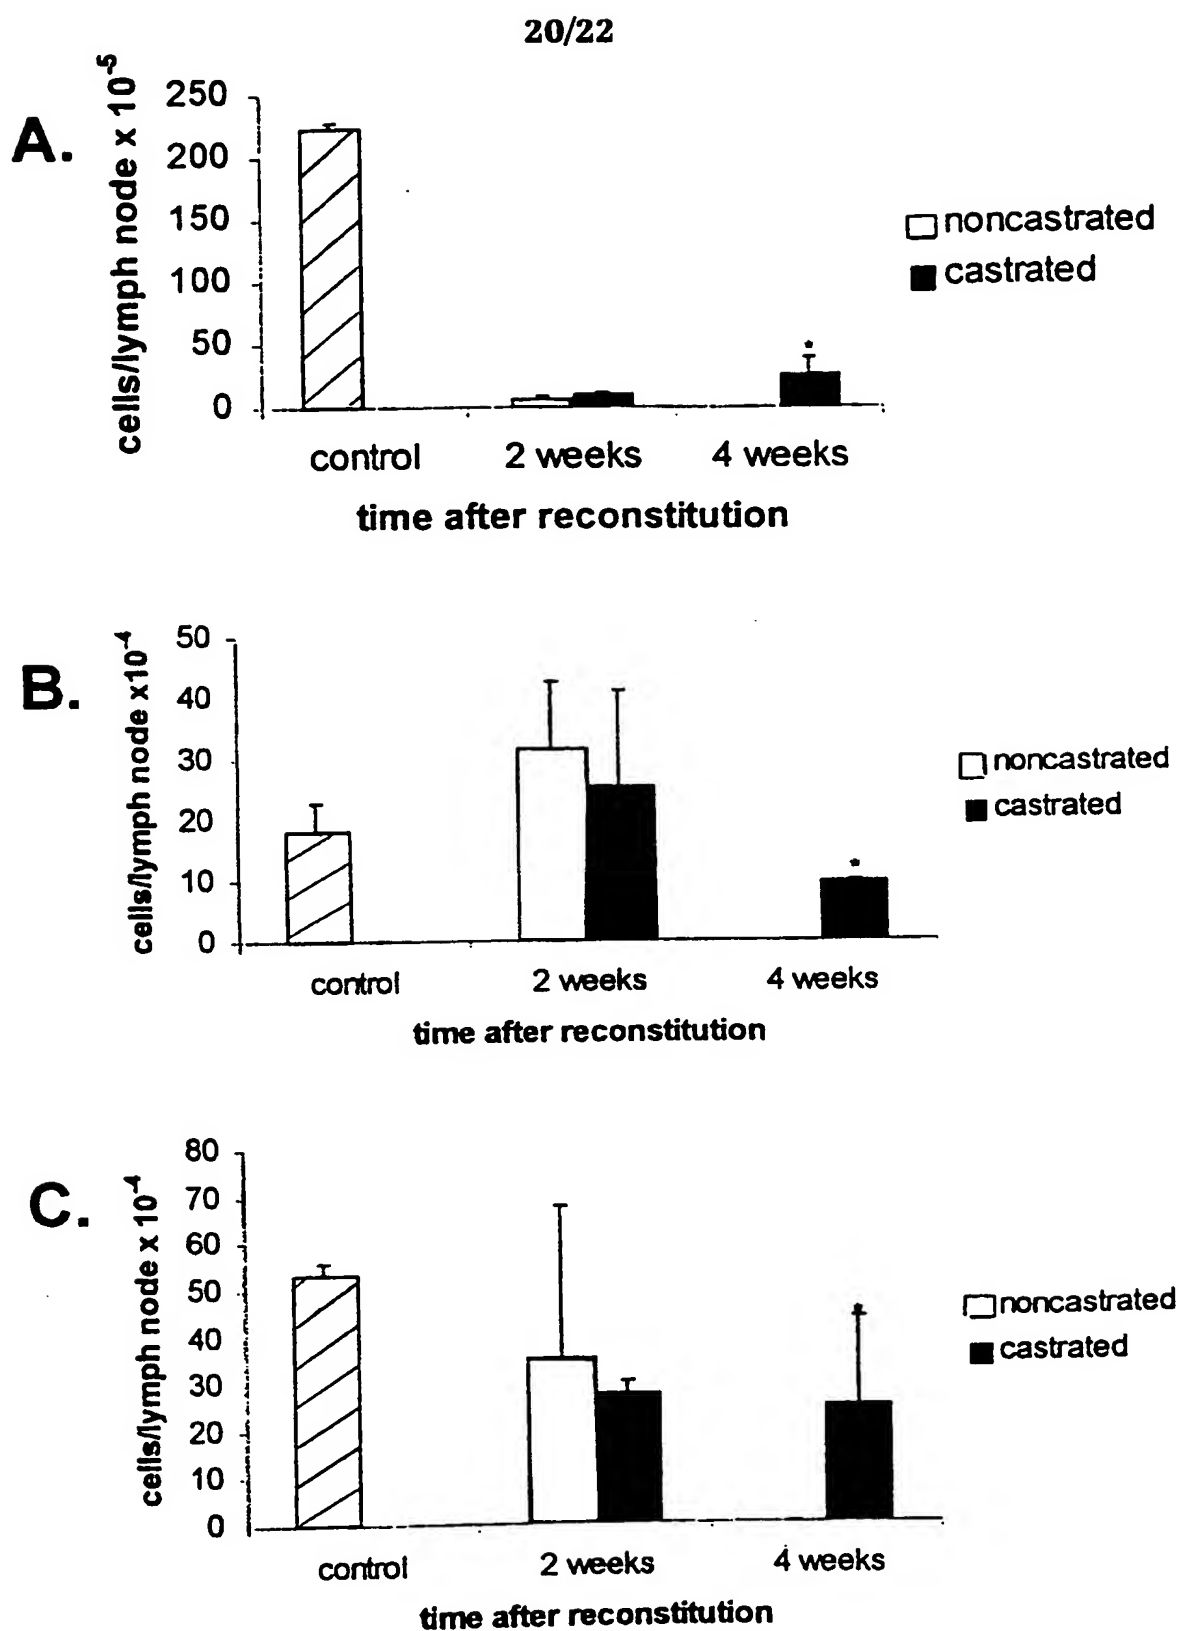 20/22
A.
cells/lymph node x 10-5
250
200
150
100
50
0
noncastrated
castrated
*
control 2 weeks 4 weeks
time after reconstitution
B.
cells/lymph node x10-4
50
40
30
20
10
0
noncastrated
castrated
*
control 2 weeks 4 weeks
time after reconstitution
C.
cells/lymph node x 10-4
80
70
60
50
40
30
20
10
0
noncastrated
castrated
*
control 2 weeks 4 weeks
time after reconstitution